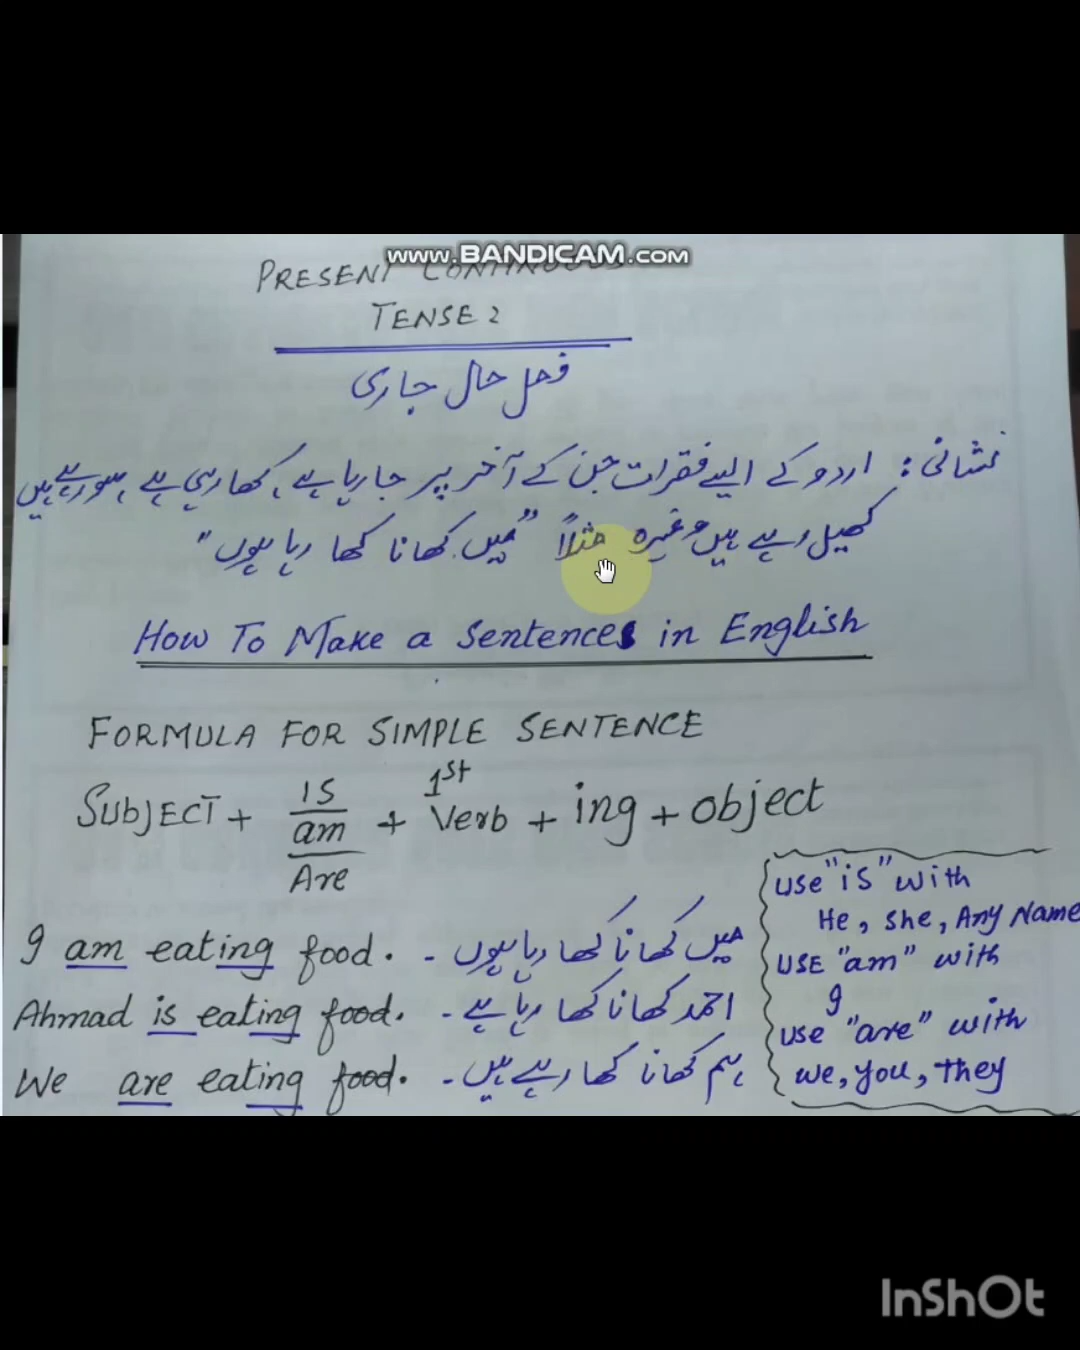 www.BANDICAM.com
PRESENT CONTINUOUS
TENSE 2
فعل حال جاری
نشانی: اردو کے ایسے فقرات جن کے آخر پر جا رہا ہے، کھا رہی ہے، سو رہے ہیں
کھیل رہے ہیں وغیرہ مثلاً "میں کھانا کھا رہا ہوں"
How To Make a Sentences in English
FORMULA FOR SIMPLE SENTENCE
SUBJECT + IS/am/Are + 1st Verb + ing + object
I am eating food. میں کھانا کھا رہا ہوں ۔
Ahmad is eating food. احمد کھانا کھا رہا ہے ۔
We are eating food. ہم کھانا کھا رہے ہیں ۔
use "is" with
He, she, Any Name
USE "am" with
I
use "are" with
we, you, they
InShOt